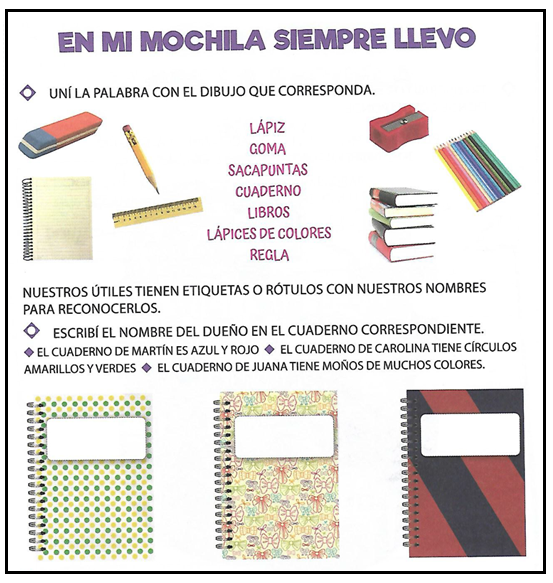 EN MI MOCHILA SIEMPRE LLEVO
UNÍ LA PALABRA CON EL DIBUJO QUE CORRESPONDA.
LÁPIZ
GOMA
SACAPUNTAS
CUADERNO
LIBROS
LÁPICES DE COLORES
REGLA
NUESTROS ÚTILES TIENEN ETIQUETAS O RÓTULOS CON NUESTROS NOMBRES
PARA RECONOCERLOS.
ESCRIBÍ EL NOMBRE DEL DUEÑO EN EL CUADERNO CORRESPONDIENTE.
EL CUADERNO DE MARTÍN ES AZUL Y ROJO ◆ EL CUADERNO DE CAROLINA TIENE CÍRCULOS
AMARILLOS Y VERDES ◆ EL CUADERNO DE JUANA TIENE MOÑOS DE MUCHOS COLORES.